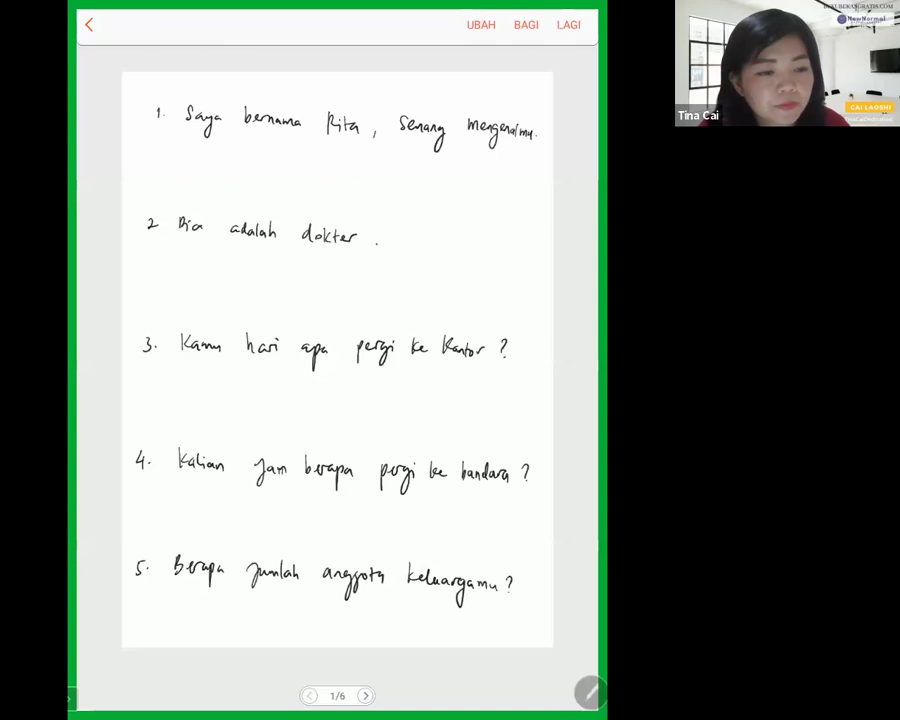 UBAH BAGI LAGI
1. Saya bernama Rita, senang mengenalmu.
2 Dia adalah dokter.
3. Kamu hari apa pergi ke kantor?
4. Kalian jam berapa pergi ke bandara?
5. Berapa jumlah anggota keluargamu?
1/6
NewNormal
CAI LAOSHI
Tina Cai